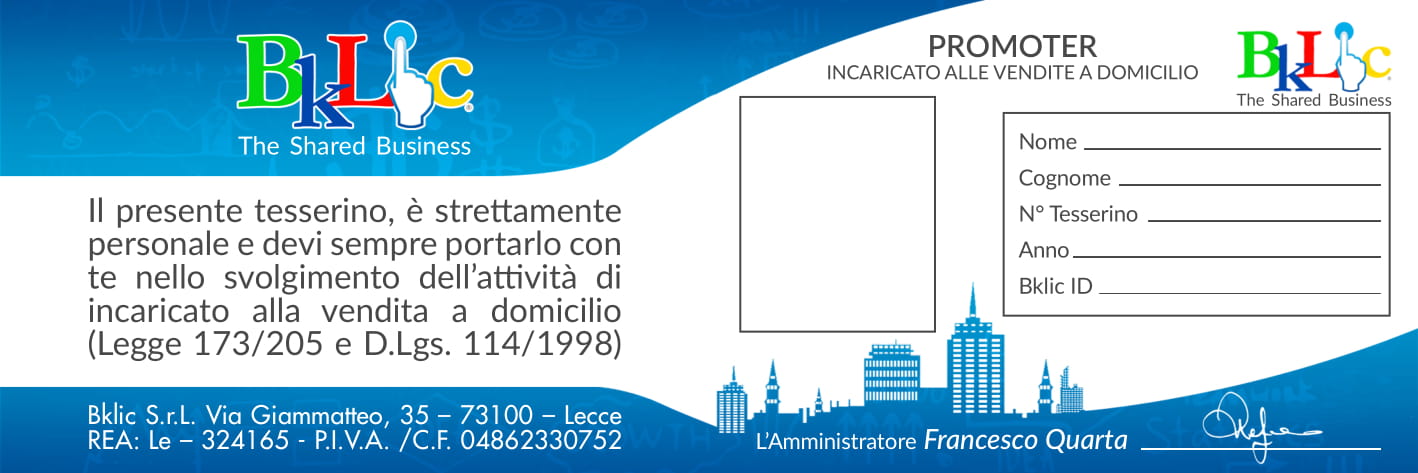 BkLic
The Shared Business
Il presente tesserino, è strettamente
personale e devi sempre portarlo con
te nello svolgimento dell'attività di
incaricato alla vendita a domicilio
(Legge 173/205 e D.Lgs. 114/1998)
Bklic S.r.L. Via Giammatteo, 35 – 73100 – Lecce
REA: Le – 324165 - P.I.V.A. /C.F. 04862330752
PROMOTER
INCARICATO ALLE VENDITE A DOMICILIO
BkLic
The Shared Business
Nome
Cognome
N° Tesserino
Anno
Bklic ID
L'Amministratore Francesco Quarta